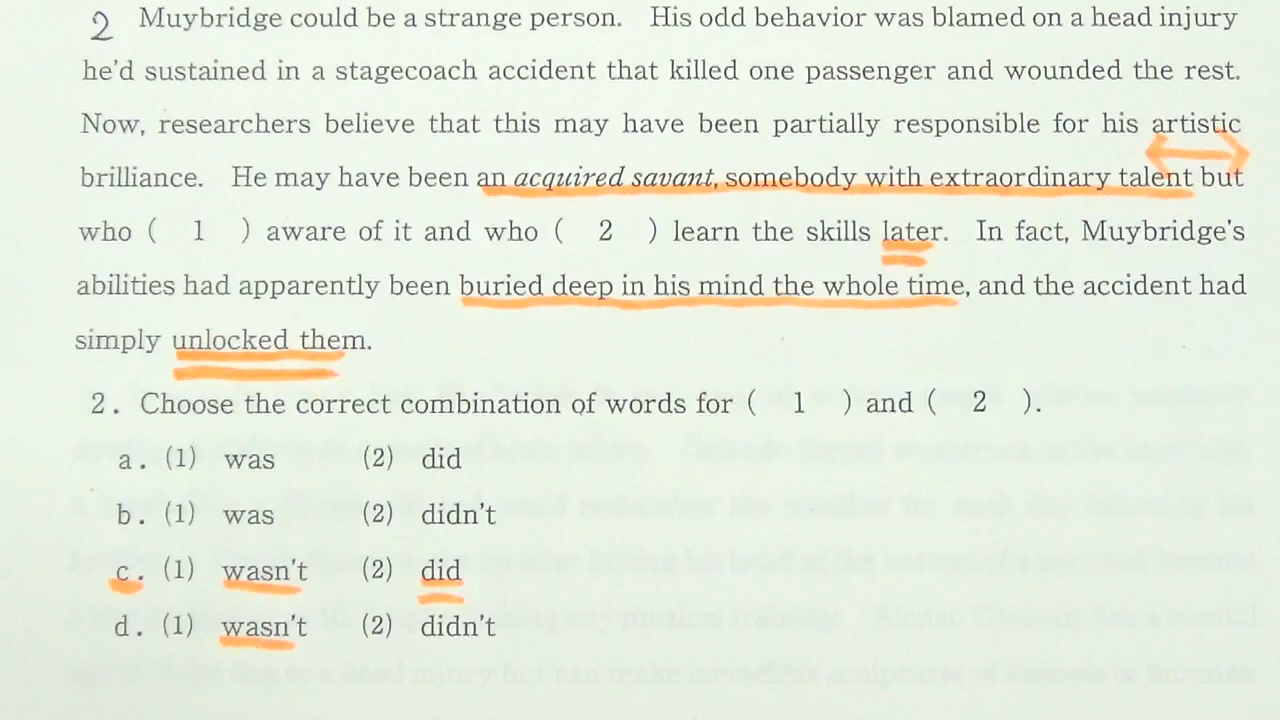 2 Muybridge could be a strange person. His odd behavior was blamed on a head injury
he'd sustained in a stagecoach accident that killed one passenger and wounded the rest.
Now, researchers believe that this may have been partially responsible for his artistic
brilliance. He may have been an acquired savant, somebody with extraordinary talent but
who ( 1 ) aware of it and who ( 2 ) learn the skills later. In fact, Muybridge's
abilities had apparently been buried deep in his mind the whole time, and the accident had
simply unlocked them.
2. Choose the correct combination of words for ( 1 ) and ( 2 ).
a. (1) was (2) did
b. (1) was (2) didn't
c. (1) wasn't (2) did
d. (1) wasn't (2) didn't